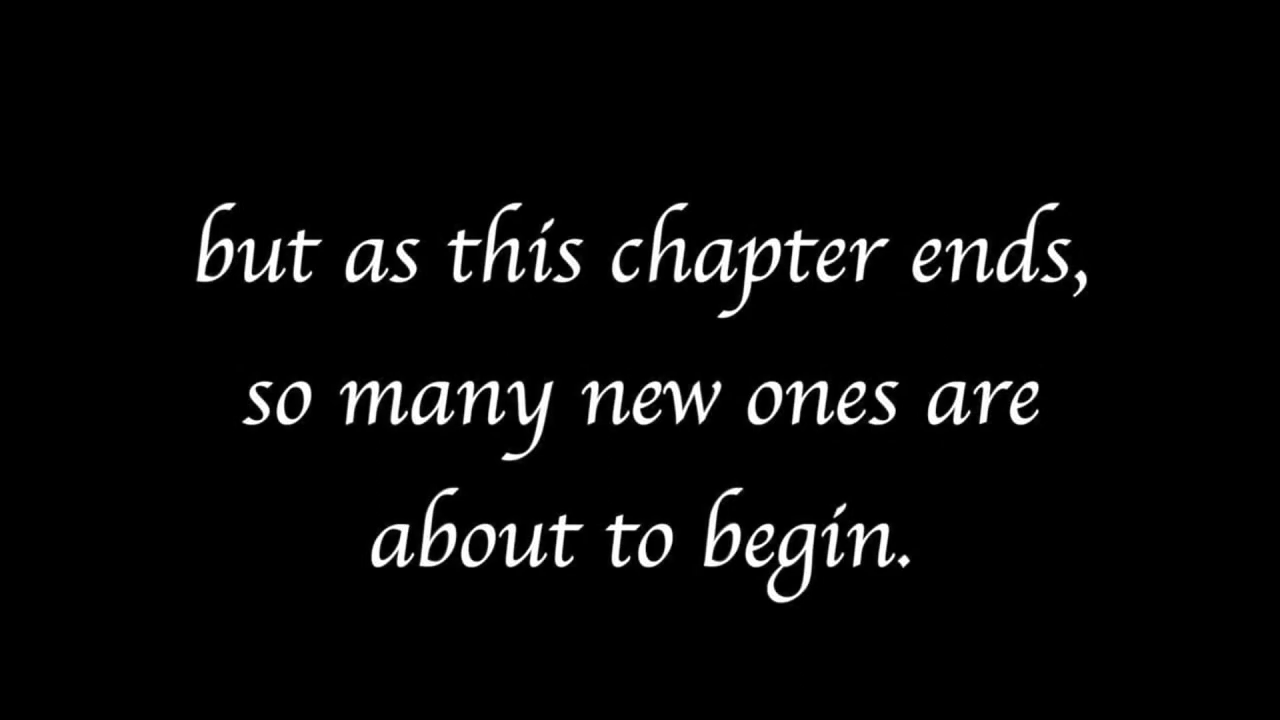 but as this chapter ends,
so many new ones are
about to begin.